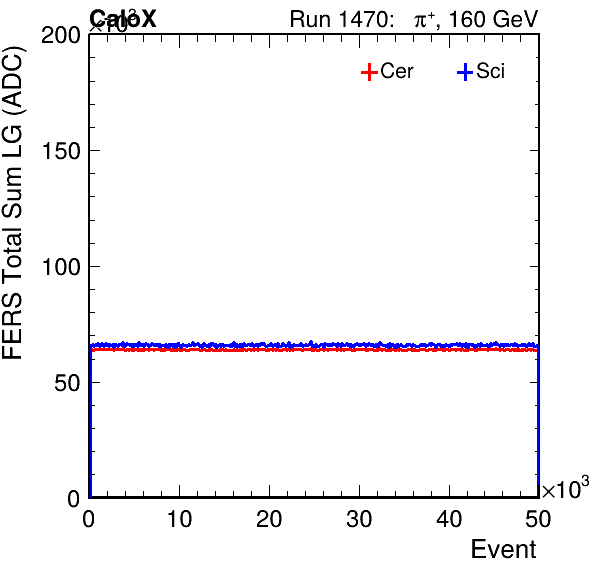 CaloX Run 1470: π⁺, 160 GeV
×10³
FERS Total Sum LG (ADC)
Cer Sci
200
150
100
50
0
0 10 20 30 40 50
×10³
Event